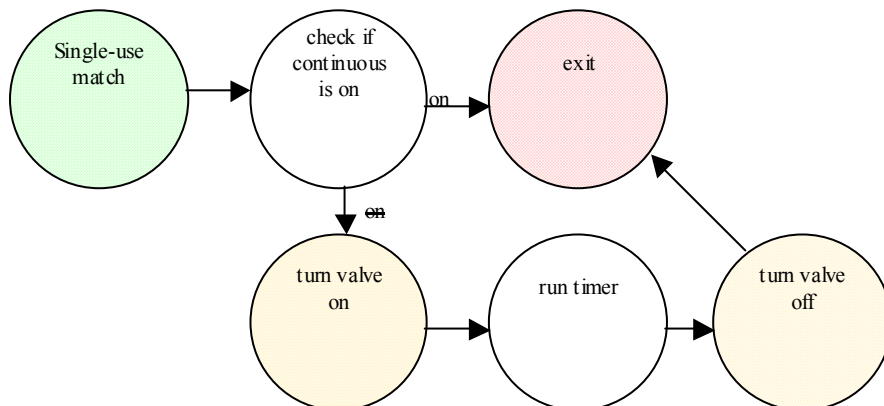 Single-use
match
check if
continuous
is on
on
exit
on
turn valve
on
run timer
turn valve
off